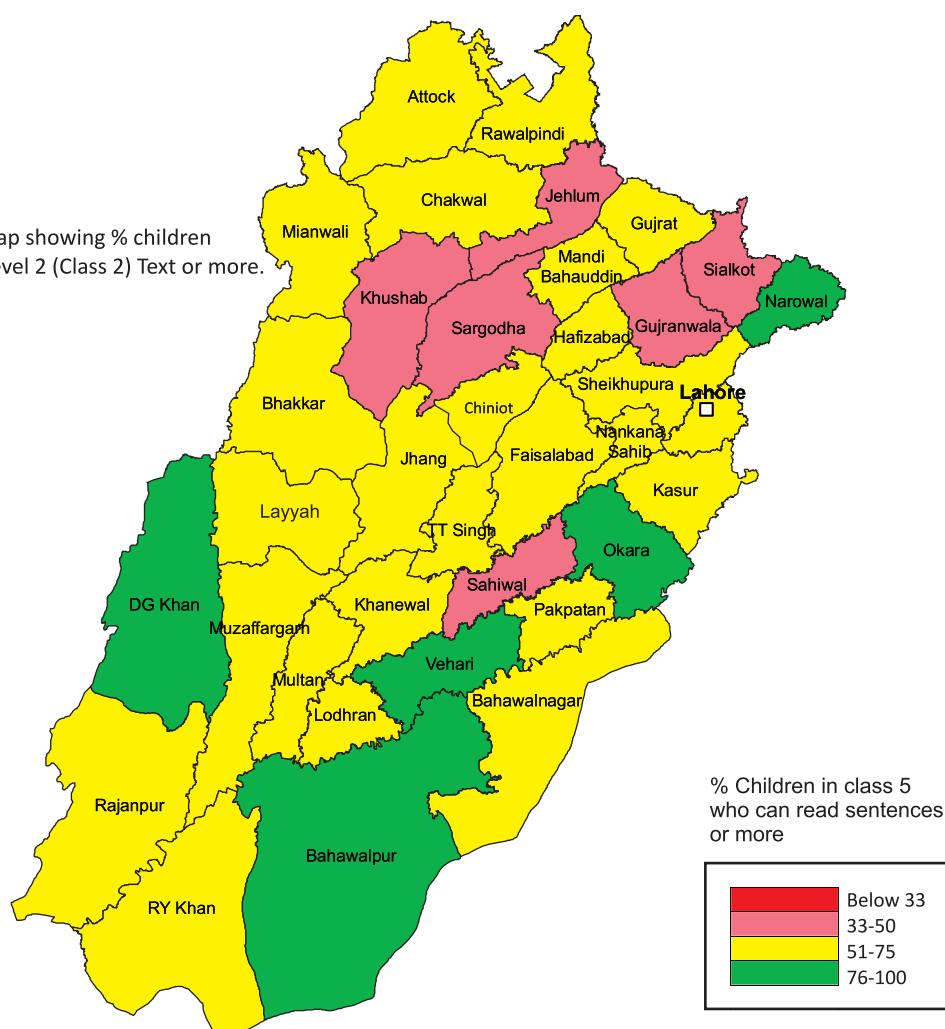 Attock
Rawalpindi
Chakwal
Jehlum
Mianwali
Gujrat
ap showing % children
evel 2 (Class 2) Text or more.
Mandi
Bahauddin
Khushab
Sialkot
Narowal
Sargodha
Gujranwala
Hafizabad
Sheikhupura
Lahore
Bhakkar
Chiniot
Nankana
Sahib
Jhang
Faisalabad
Kasur
Layyah
TT Singh
Okara
Sahiwal
DG Khan
Khanewal
Pakpatan
Muzaffargarh
Vehari
Multan
Bahawalnagar
Lodhran
Rajanpur
Bahawalpur
RY Khan
% Children in class 5
who can read sentences
or more
Below 33
33-50
51-75
76-100